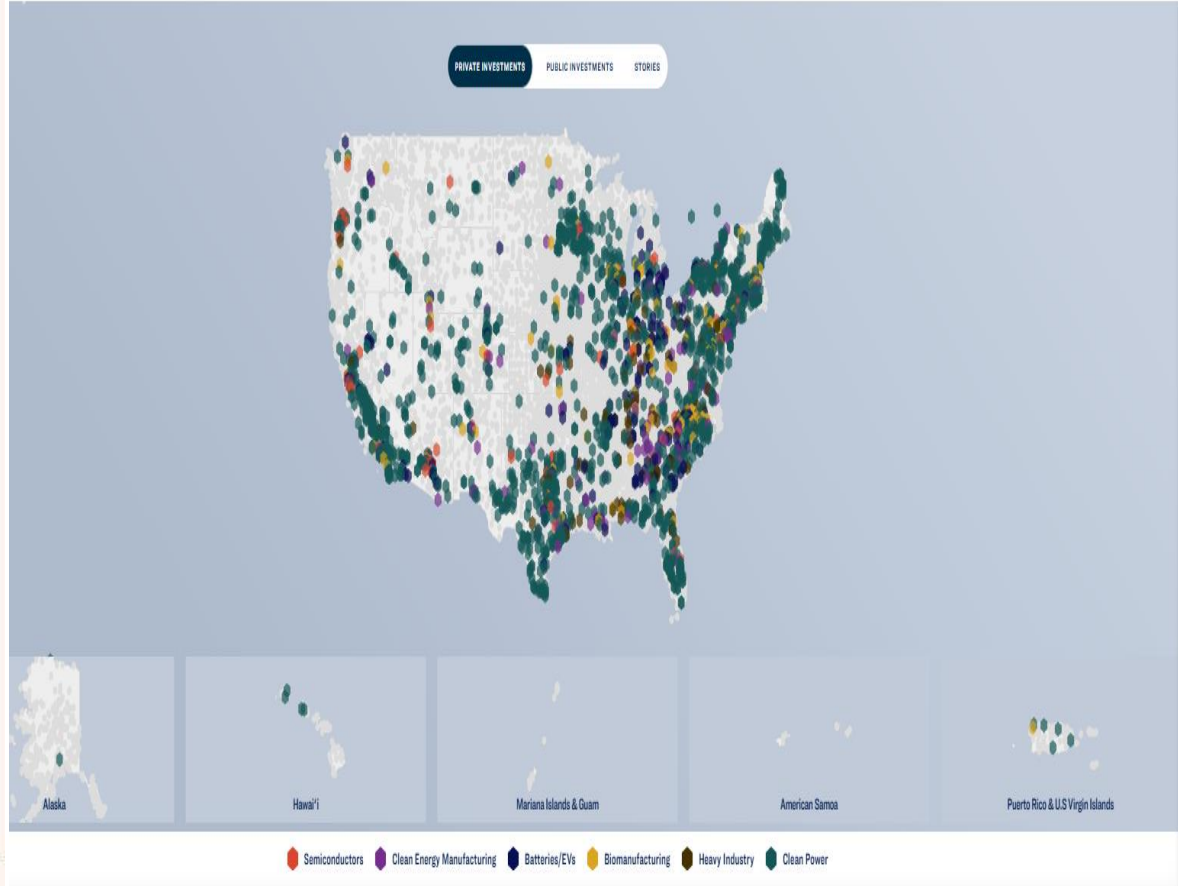 PRIVATE INVESTMENTS PUBLIC INVESTMENTS STORIES
Alaska Hawai'i Mariana Islands & Guam American Samoa Puerto Rico & U.S Virgin Islands
Semiconductors Clean Energy Manufacturing Batteries/EVs Biomanufacturing Heavy Industry Clean Power